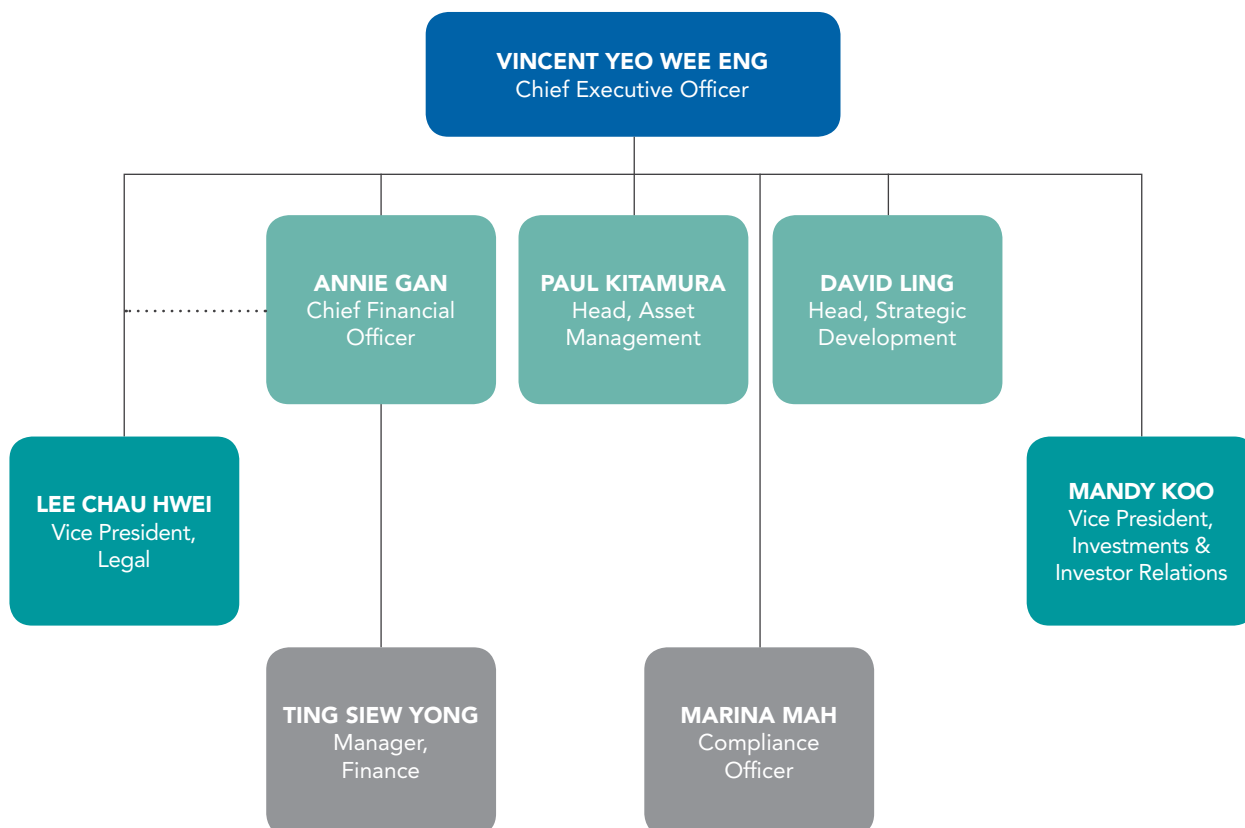 VINCENT YEO WEE ENG
Chief Executive Officer
ANNIE GAN
Chief Financial
Officer
PAUL KITAMURA
Head, Asset
Management
DAVID LING
Head, Strategic
Development
LEE CHAU HWEI
Vice President,
Legal
MANDY KOO
Vice President,
Investments &
Investor Relations
TING SIEW YONG
Manager,
Finance
MARINA MAH
Compliance
Officer